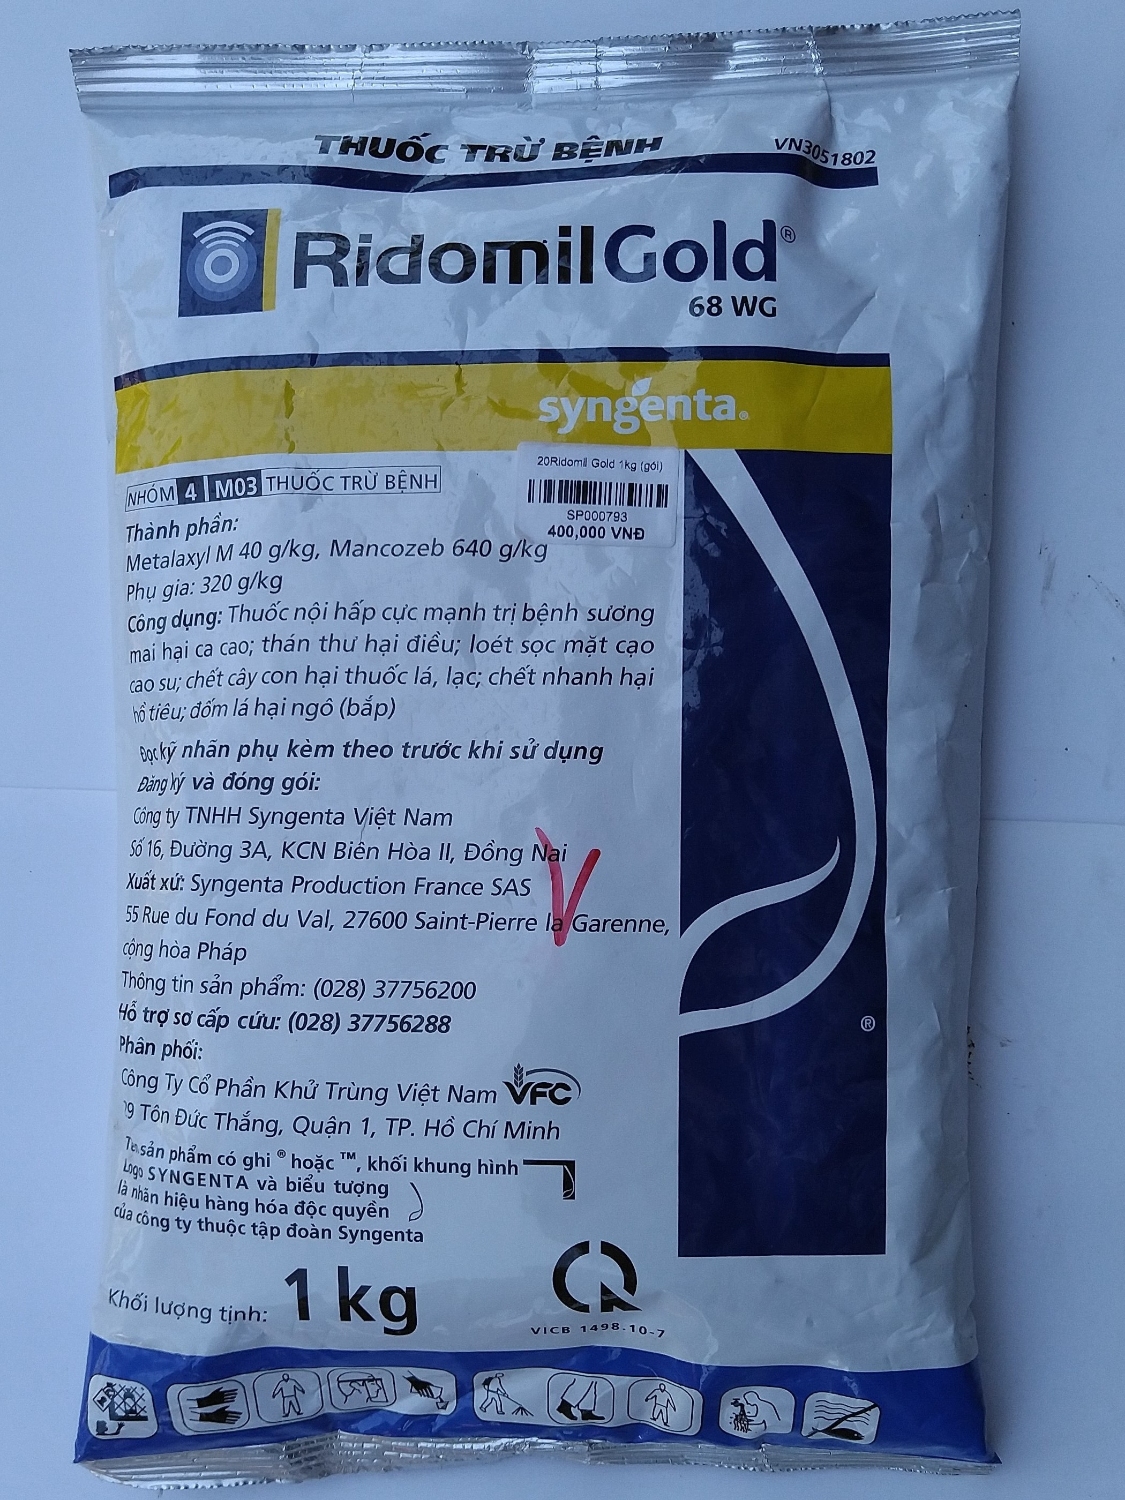 THUỐC TRỪ BỆNH
VN3051802
RidomilGold®
68 WG
syngenta®
20Ridomil Gold 1kg (gói)
SP000793
400,000 VNĐ
NHÓM 4 M03 THUỐC TRỪ BỆNH
Thành phần:
Metalaxyl M 40 g/kg, Mancozeb 640 g/kg
Phụ gia: 320 g/kg
Công dụng: Thuốc nội hấp cực mạnh trị bệnh sương
mai hại ca cao; thán thư hại điều; loét sọc mặt cạo
cao su; chết cây con hại thuốc lá, lạc; chết nhanh hại
hồ tiêu; đốm lá hại ngô (bắp)
Đọc kỹ nhãn phụ kèm theo trước khi sử dụng
Đăng ký và đóng gói:
Công ty TNHH Syngenta Việt Nam
Số 16, Đường 3A, KCN Biên Hòa II, Đồng Nai
Xuất xứ: Syngenta Production France SAS
55 Rue du Fond du Val, 27600 Saint-Pierre la Garenne,
cộng hòa Pháp
Thông tin sản phẩm: (028) 37756200
Hỗ trợ sơ cấp cứu: (028) 37756288
Phân phối:
Công Ty Cổ Phần Khử Trùng Việt Nam VFC
Tôn Đức Thắng, Quận 1, TP. Hồ Chí Minh
Tên sản phẩm có ghi ® hoặc ™, khối khung hình
Logo SYNGENTA và biểu tượng
là nhãn hiệu hàng hóa độc quyền
của công ty thuộc tập đoàn Syngenta
®
Khối lượng tịnh: 1 kg
VICB 1498.10-7